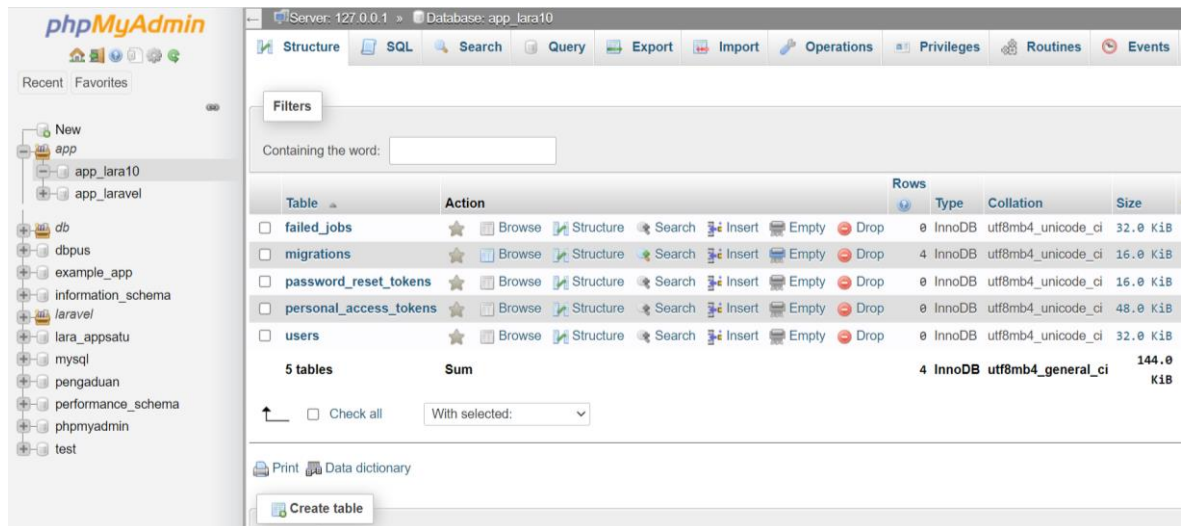 phpMyAdmin
Recent Favorites
New
app
app_lara10
app_laravel
db
dbpus
example_app
information_schema
laravel
lara_appsatu
mysql
pengaduan
performance_schema
phpmyadmin
test
Server: 127.0.0.1 » Database: app_lara10
Structure SQL Search Query Export Import Operations Privileges Routines Events
Filters
Containing the word:
Table Action Rows Type Collation Size
failed_jobs Browse Structure Search Insert Empty Drop 0 InnoDB utf8mb4_unicode_ci 32.0 KiB
migrations Browse Structure Search Insert Empty Drop 4 InnoDB utf8mb4_unicode_ci 16.0 KiB
password_reset_tokens Browse Structure Search Insert Empty Drop 0 InnoDB utf8mb4_unicode_ci 16.0 KiB
personal_access_tokens Browse Structure Search Insert Empty Drop 0 InnoDB utf8mb4_unicode_ci 48.0 KiB
users Browse Structure Search Insert Empty Drop 0 InnoDB utf8mb4_unicode_ci 32.0 KiB
5 tables Sum 4 InnoDB utf8mb4_general_ci 144.0
KiB
Check all With selected:
Print Data dictionary
Create table